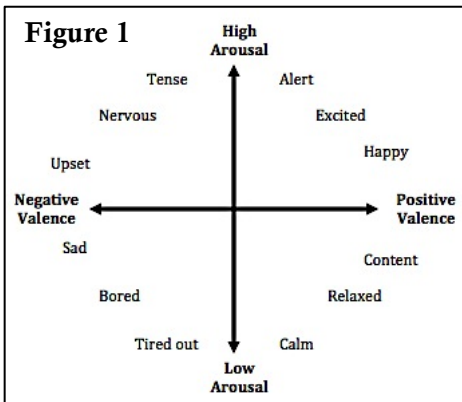 Figure 1
High
Arousal
Tense
Alert
Nervous
Excited
Happy
Upset
Negative
Valence
Positive
Valence
Sad
Content
Bored
Relaxed
Tired out
Calm
Low
Arousal